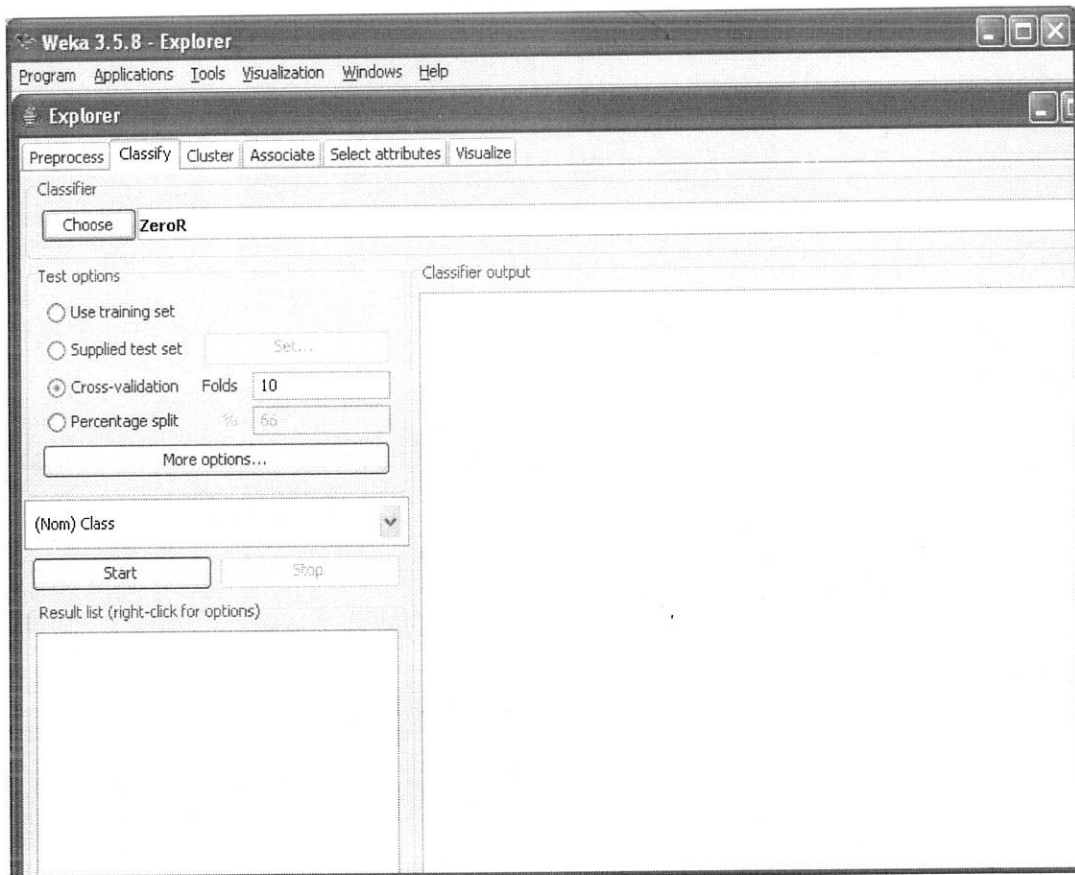 Weka 3.5.8 - Explorer
Program Applications Tools Visualization Windows Help
Explorer
Preprocess Classify Cluster Associate Select attributes Visualize
Classifier
Choose ZeroR
Test options
Classifier output
Use training set
Supplied test set Set...
Cross-validation Folds 10
Percentage split % 66
More options...
(Nom) Class
Start Stop
Result list (right-click for options)